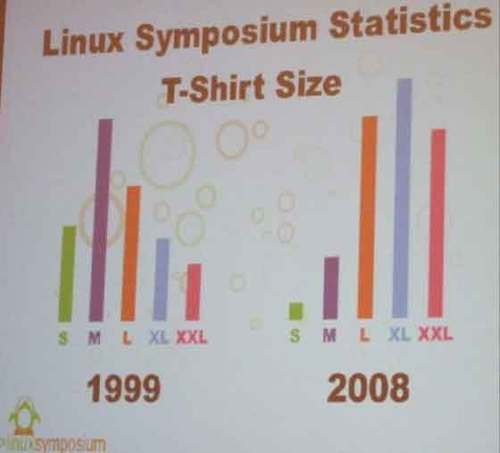 Linux Symposium Statistics
T-Shirt Size
S M L XL XXL
S M L XL XXL
1999
2008
linuxsymposium